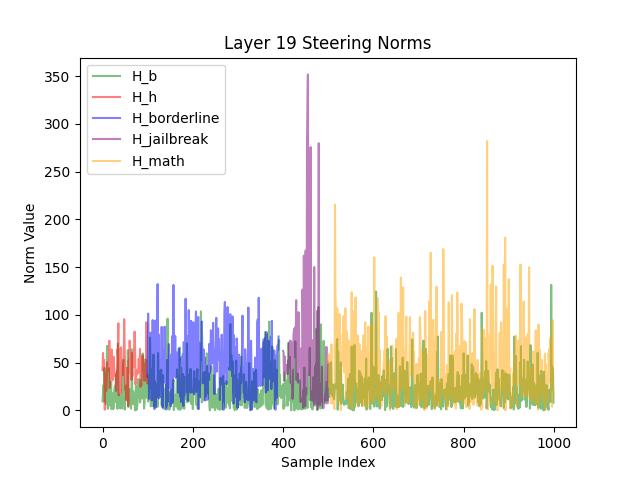 Layer 19 Steering Norms
H_b
H_h
H_borderline
H_jailbreak
H_math
Norm Value
350
300
250
200
150
100
50
0
0
200
400
600
800
1000
Sample Index